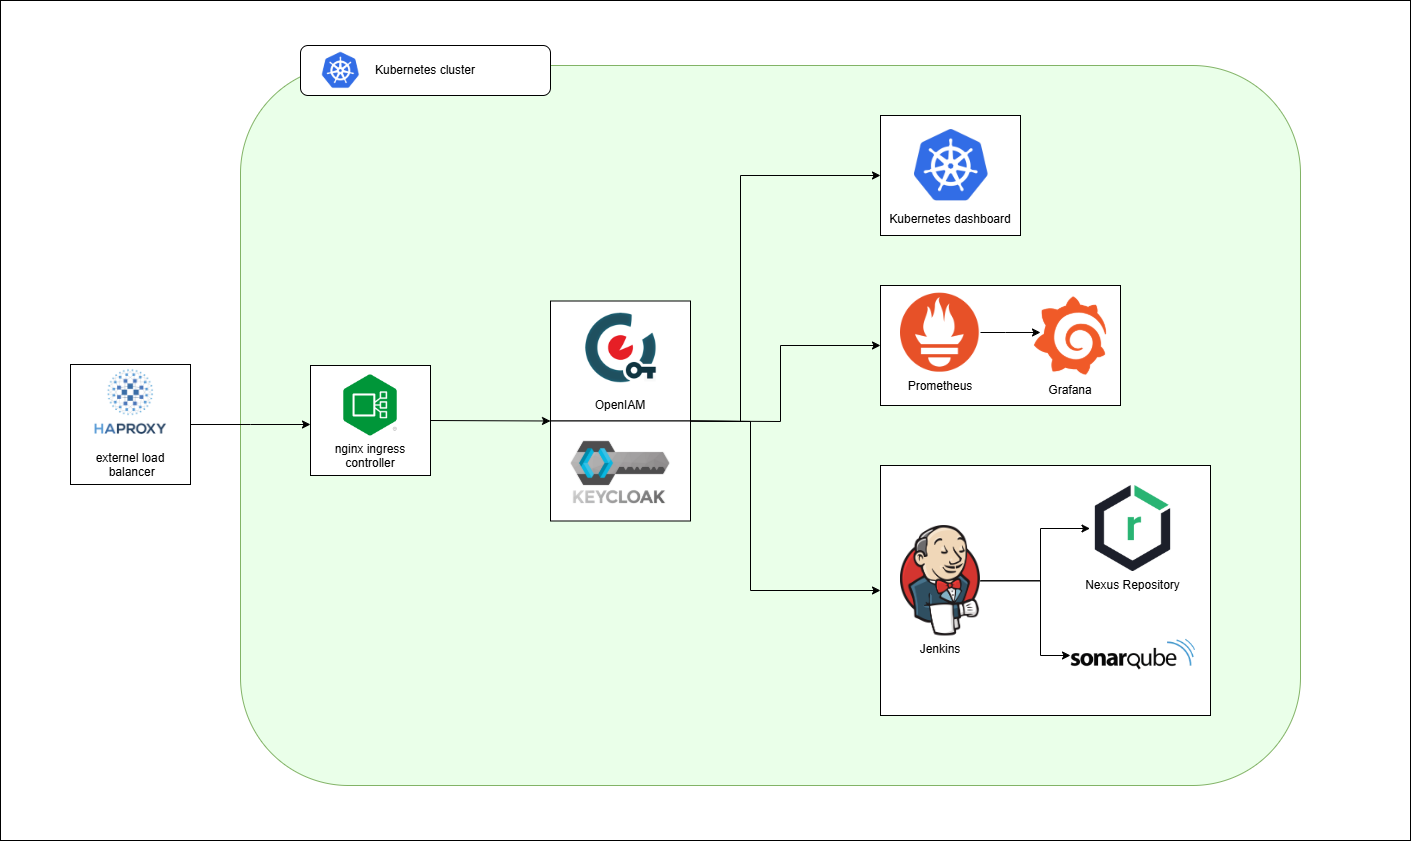 Kubernetes cluster
Kubernetes dashboard
Prometheus
Grafana
OpenIAM
KEYCLOAK
HAPROXY
externel load
balancer
nginx ingress
controller
r
Nexus Repository
Jenkins
sonarqube